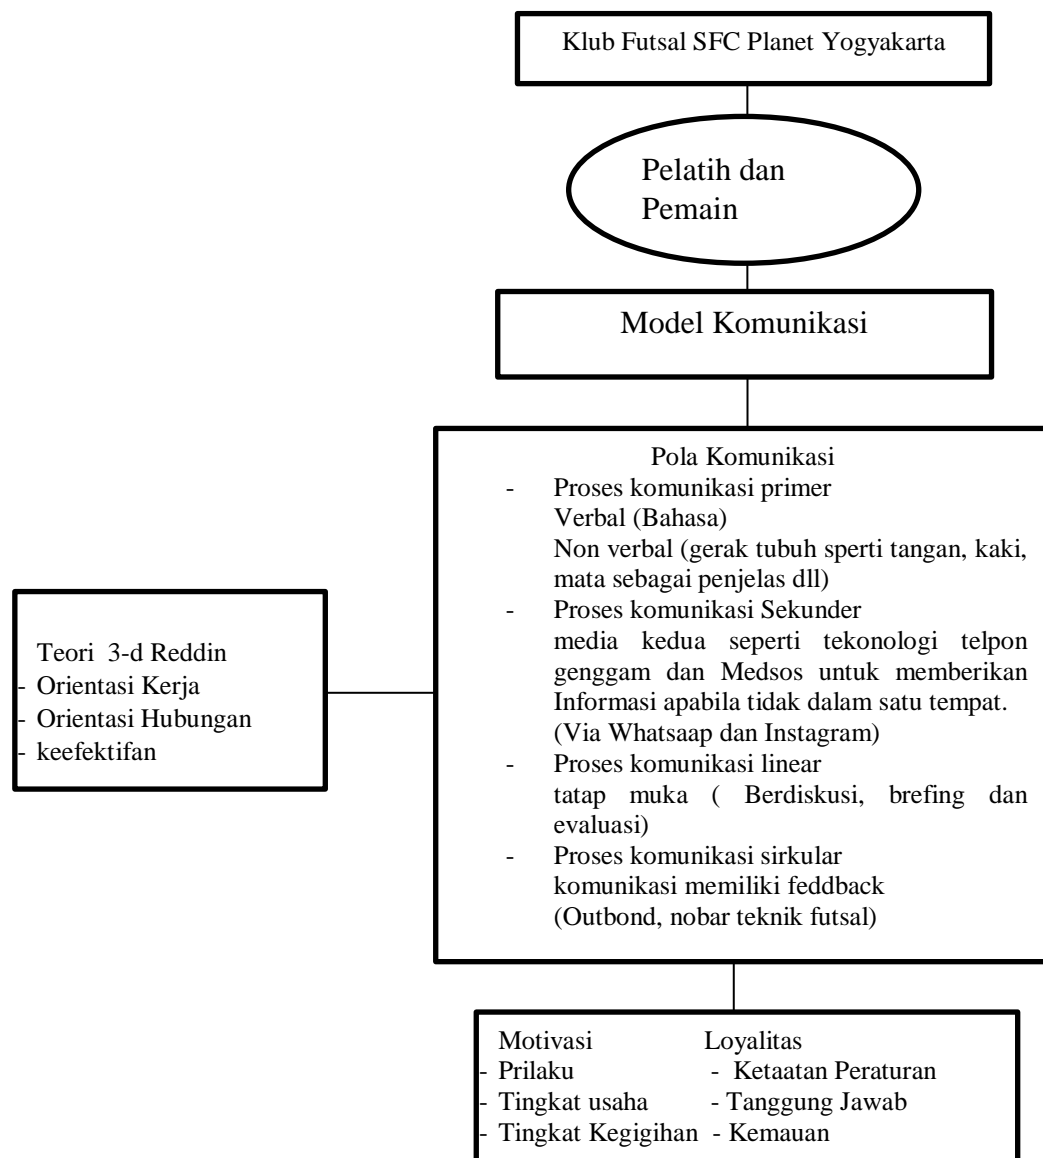 Klub Futsal SFC Planet Yogyakarta
Pelatih dan
Pemain
Model Komunikasi
Pola Komunikasi
- Proses komunikasi primer
Verbal (Bahasa)
Non verbal (gerak tubuh sperti tangan, kaki,
mata sebagai penjelas dll)
- Proses komunikasi Sekunder
media kedua seperti tekonologi telpon
genggam dan Medsos untuk memberikan
Informasi apabila tidak dalam satu tempat.
(Via Whatsaap dan Instagram)
- Proses komunikasi linear
tatap muka ( Berdiskusi, brefing dan
evaluasi)
- Proses komunikasi sirkular
komunikasi memiliki feddback
(Outbond, nobar teknik futsal)
Teori 3-d Reddin
- Orientasi Kerja
- Orientasi Hubungan
- keefektifan
Motivasi Loyalitas
- Prilaku - Ketaatan Peraturan
- Tingkat usaha - Tanggung Jawab
- Tingkat Kegigihan - Kemauan